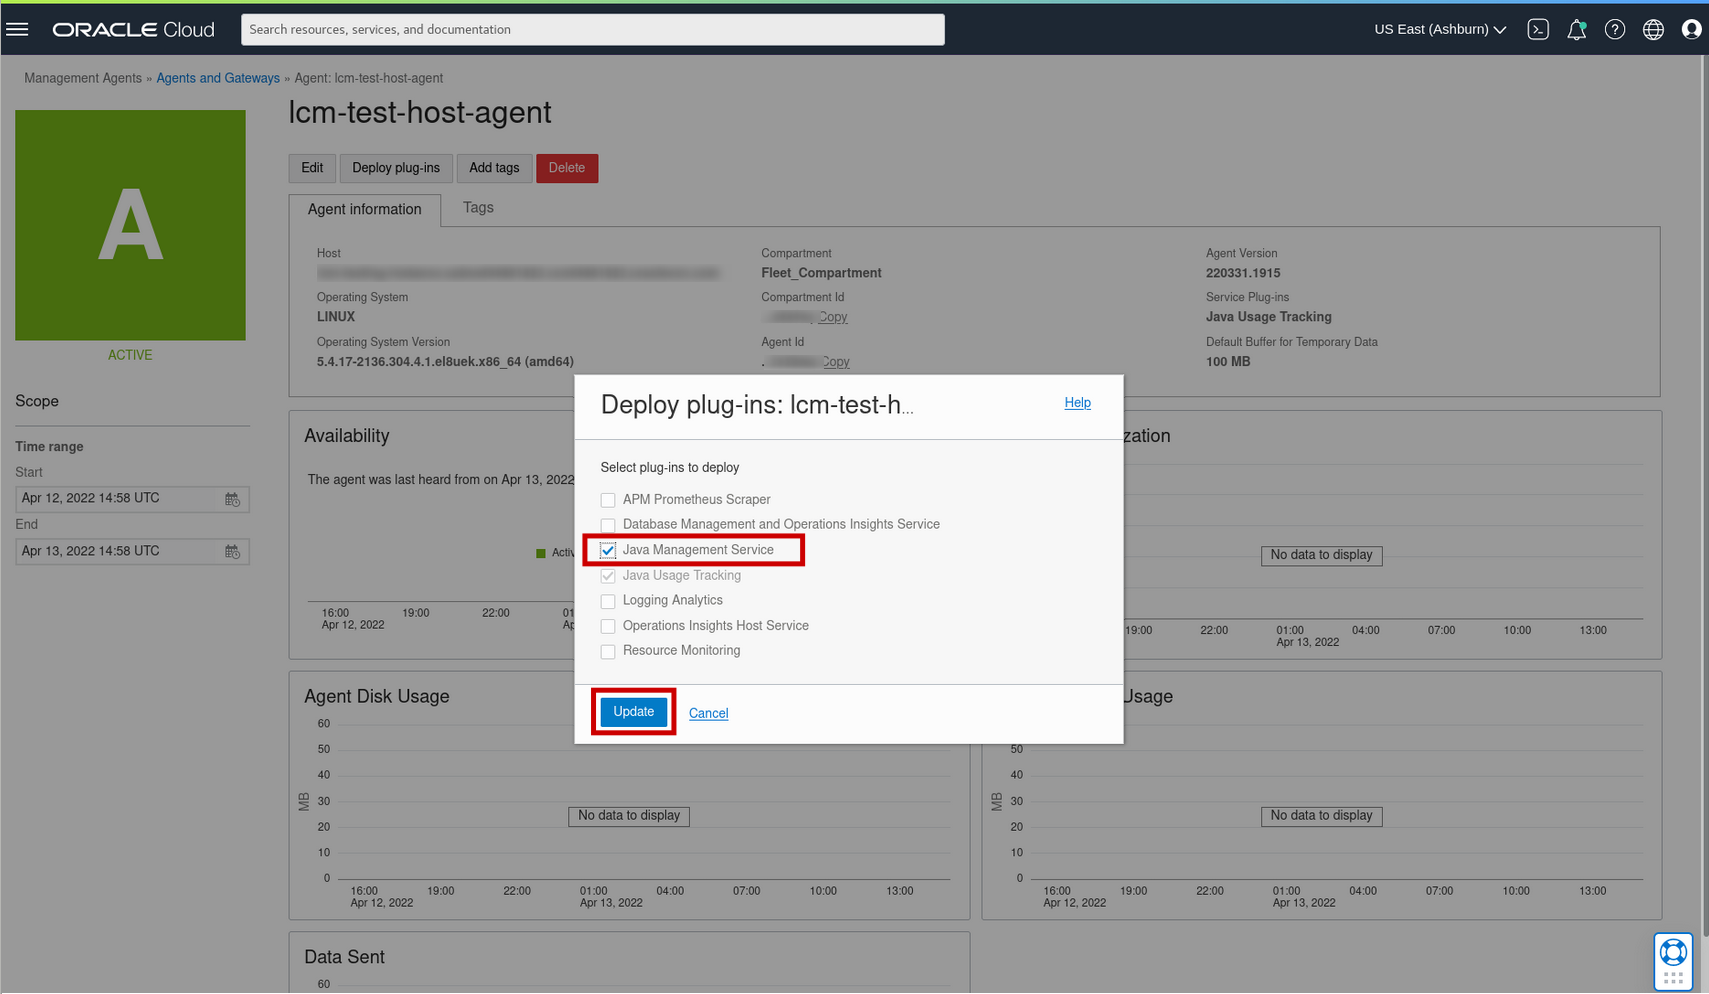 ORACLE Cloud
Search resources, services, and documentation
US East (Ashburn)
Management Agents » Agents and Gateways » Agent: lcm-test-host-agent
A
ACTIVE
lcm-test-host-agent
Edit
Deploy plug-ins
Add tags
Delete
Agent information
Tags
Host
Compartment
Fleet_Compartment
Agent Version
220331.1915
Operating System
LINUX
Compartment Id
Copy
Service Plug-ins
Java Usage Tracking
Operating System Version
5.4.17-2136.304.4.1.el8uek.x86_64 (amd64)
Agent Id
Copy
Default Buffer for Temporary Data
100 MB
Scope
Time range
Start
Apr 12, 2022 14:58 UTC
End
Apr 13, 2022 14:58 UTC
Availability
The agent was last heard from on Apr 13, 2022
Activ
16:00 19:00 22:00 01
Apr 12, 2022 Ap
Deploy plug-ins: lcm-test-h...
Help
Select plug-ins to deploy
APM Prometheus Scraper
Database Management and Operations Insights Service
Java Management Service
Java Usage Tracking
Logging Analytics
Operations Insights Host Service
Resource Monitoring
Update
Cancel
zation
No data to display
19:00 22:00 01:00 04:00 07:00 10:00 13:00
Apr 13, 2022
Agent Disk Usage
60
50
40
30
20
10
0
MB
No data to display
16:00 19:00 22:00 01:00 04:00 07:00 10:00 13:00
Apr 12, 2022 Apr 13, 2022
Usage
50
40
30
20
10
0
MB
No data to display
16:00 19:00 22:00 01:00 04:00 07:00 10:00 13:00
Apr 12, 2022 Apr 13, 2022
Data Sent
60